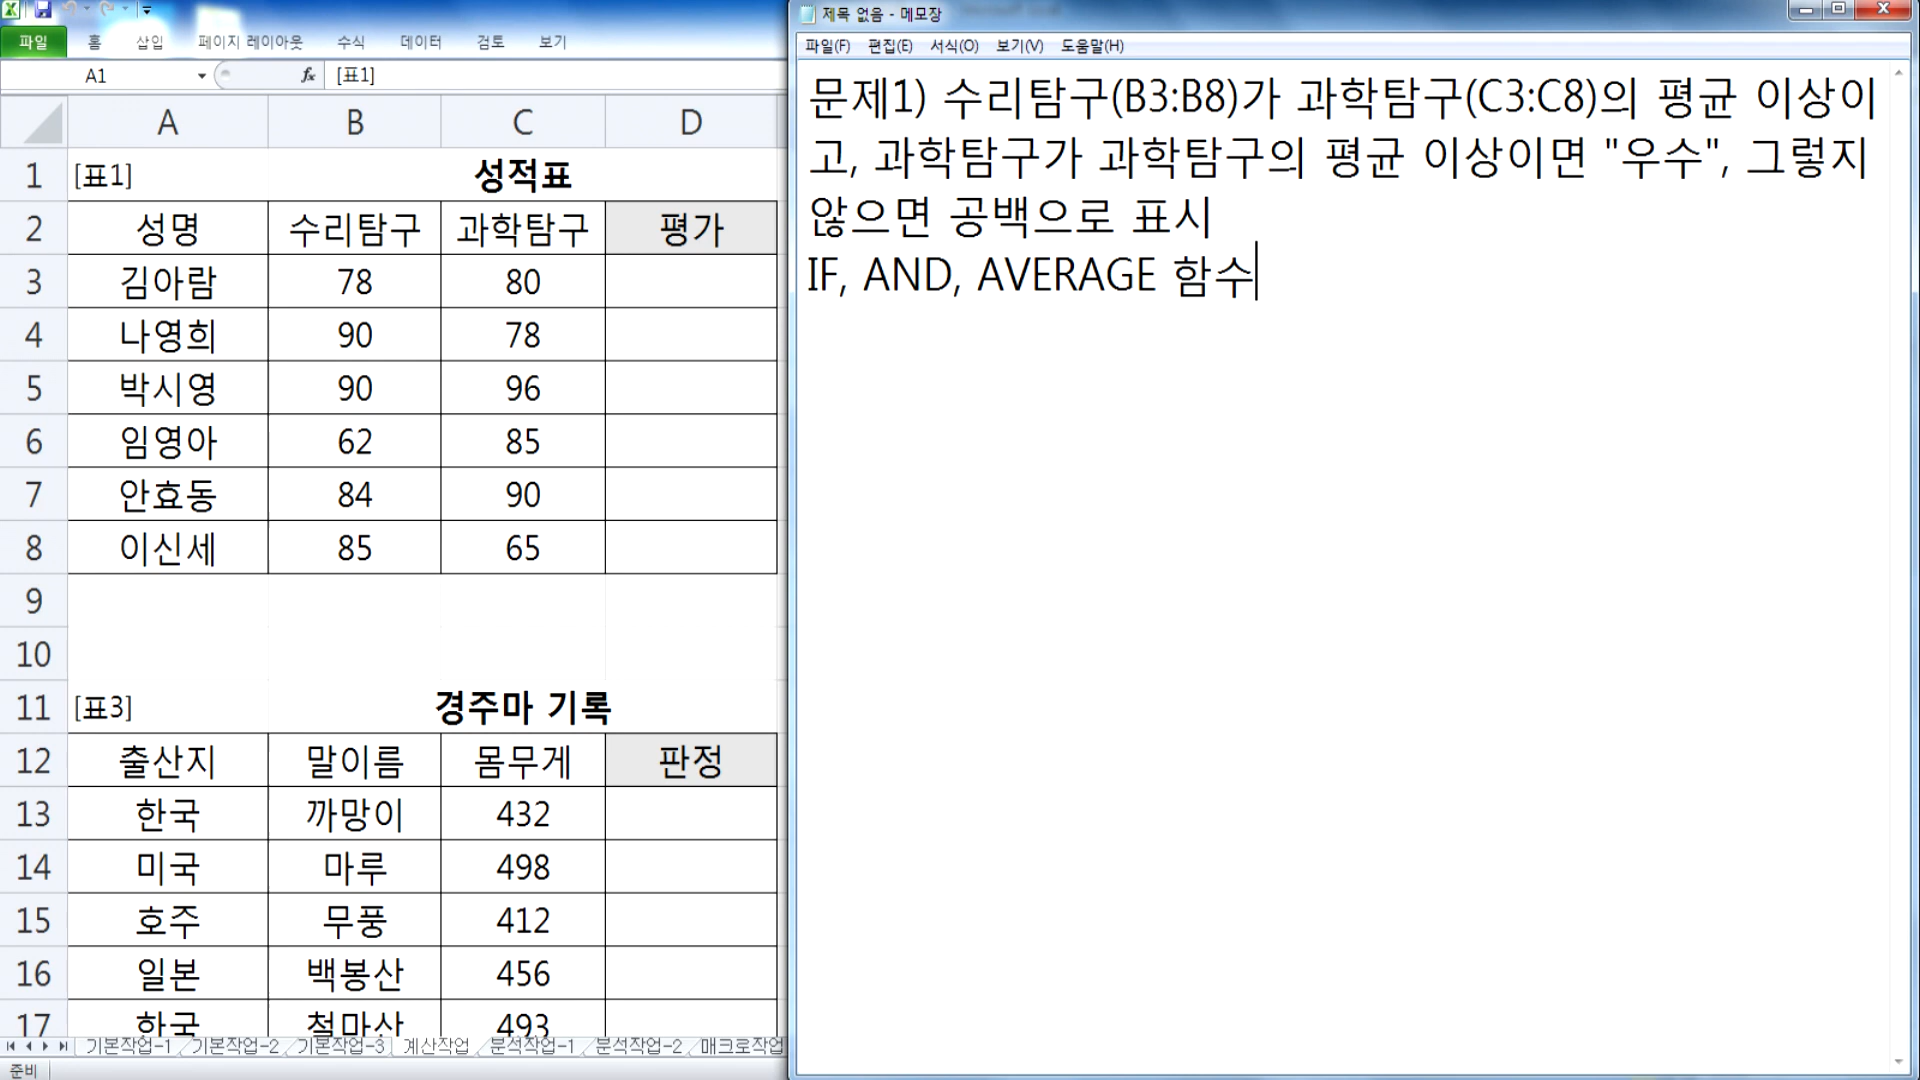 제목 없음 - 메모장
파일 홈 삽입 페이지 레이아웃 수식 데이터 검토 보기
파일(F) 편집(E) 서식(O) 보기(V) 도움말(H)
A1 fx [표1]
A B C D
1 [표1] 성적표
2 성명 수리탐구 과학탐구 평가
3 김아람 78 80
4 나영희 90 78
5 박시영 90 96
6 임영아 62 85
7 안효동 84 90
8 이신세 85 65
9
10
11 [표3] 경주마 기록
12 출산지 말이름 몸무게 판정
13 한국 까망이 432
14 미국 마루 498
15 호주 무풍 412
16 일본 백봉산 456
17 한국 철마산 493
기본작업-1 기본작업-2 기본작업-3 계산작업 분석작업-1 분석작업-2 매크로작업
준비
문제1) 수리탐구(B3:B8)가 과학탐구(C3:C8)의 평균 이상이
고, 과학탐구가 과학탐구의 평균 이상이면 "우수", 그렇지
않으면 공백으로 표시
IF, AND, AVERAGE 함수